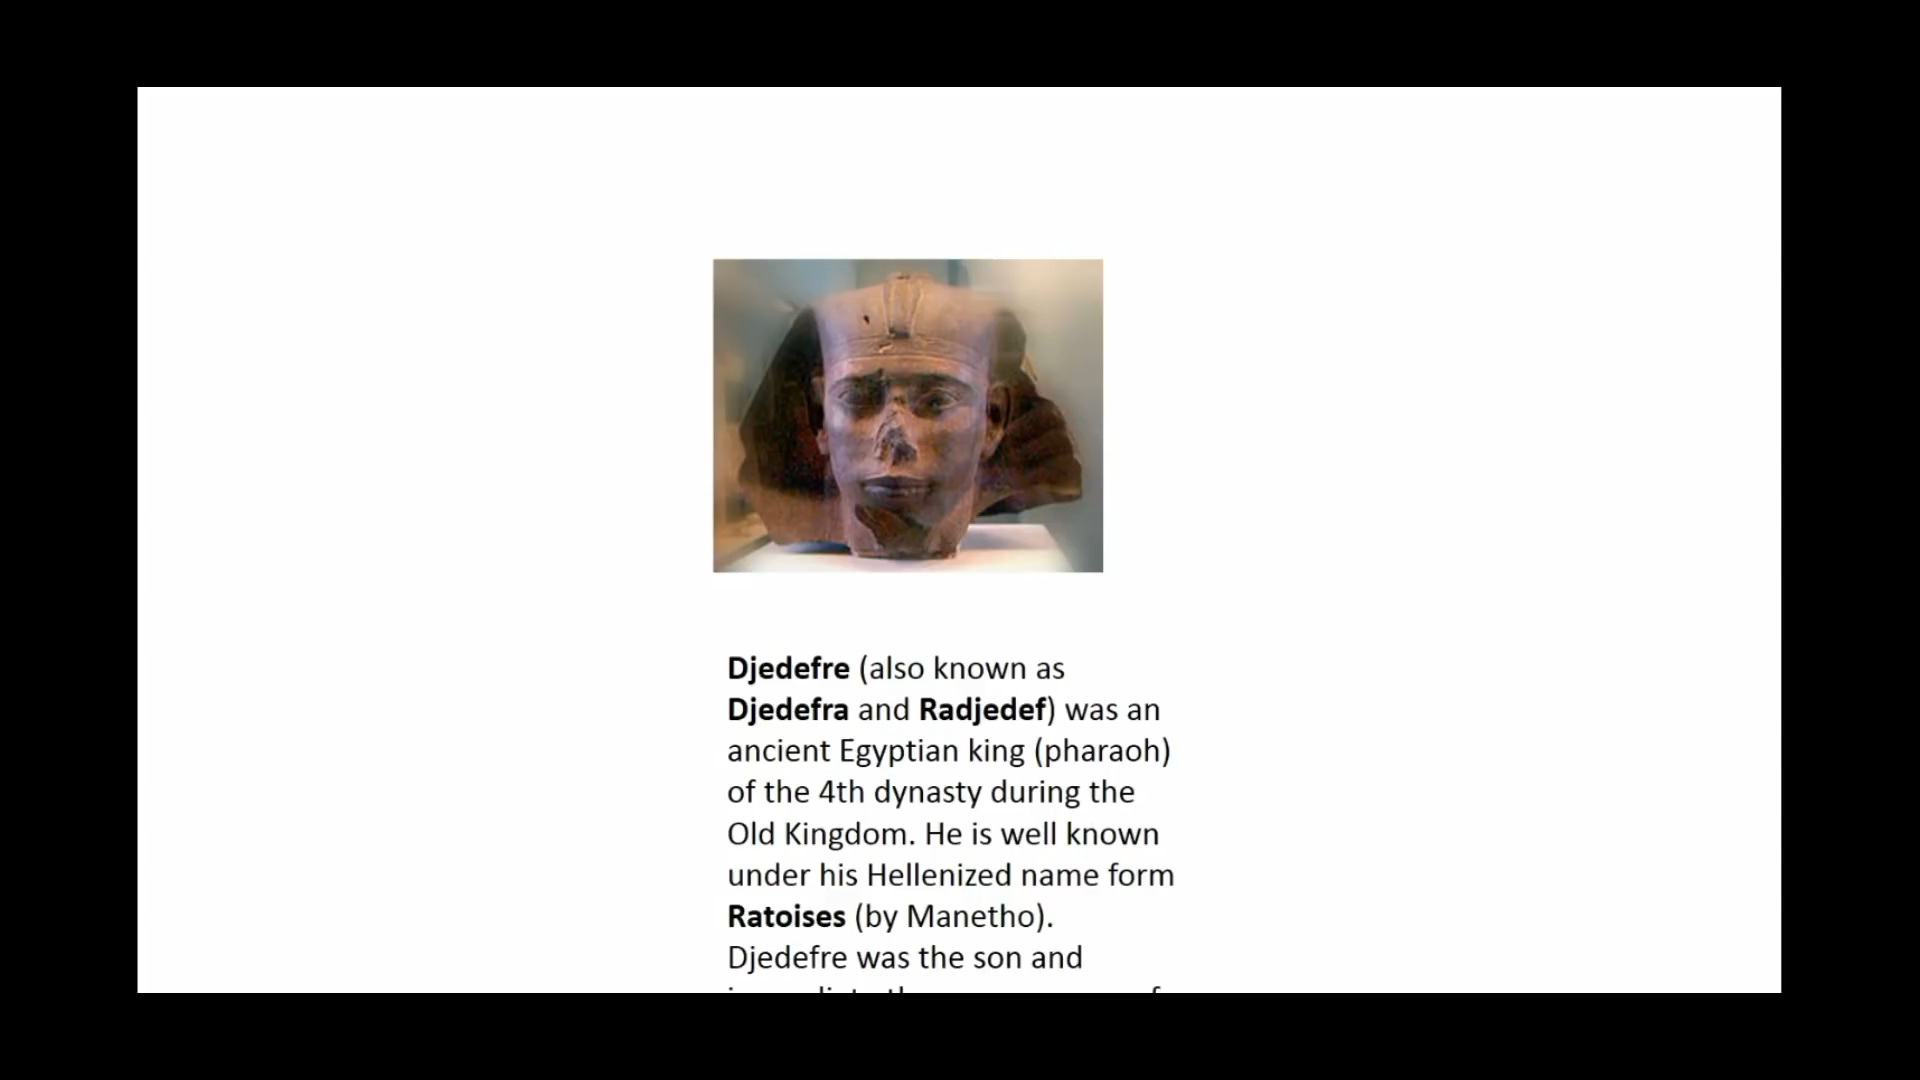 Djedefre (also known as
Djedefra and Radjedef) was an
ancient Egyptian king (pharaoh)
of the 4th dynasty during the
Old Kingdom. He is well known
under his Hellenized name form
Ratoises (by Manetho).
Djedefre was the son and